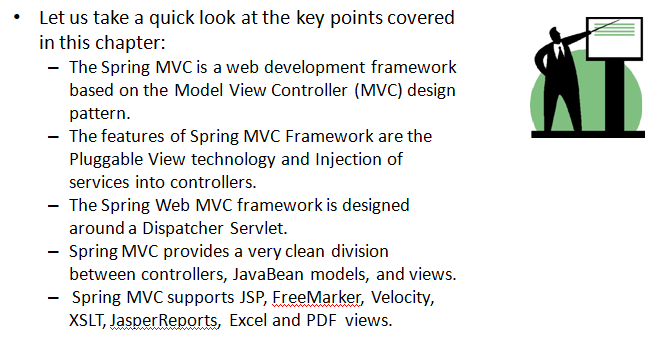 • Let us take a quick look at the key points covered
in this chapter:
– The Spring MVC is a web development framework
based on the Model View Controller (MVC) design
pattern.
– The features of Spring MVC Framework are the
Pluggable View technology and Injection of
services into controllers.
– The Spring Web MVC framework is designed
around a Dispatcher Servlet.
– Spring MVC provides a very clean division
between controllers, JavaBean models, and views.
– Spring MVC supports JSP, FreeMarker, Velocity,
XSLT, JasperReports, Excel and PDF views.